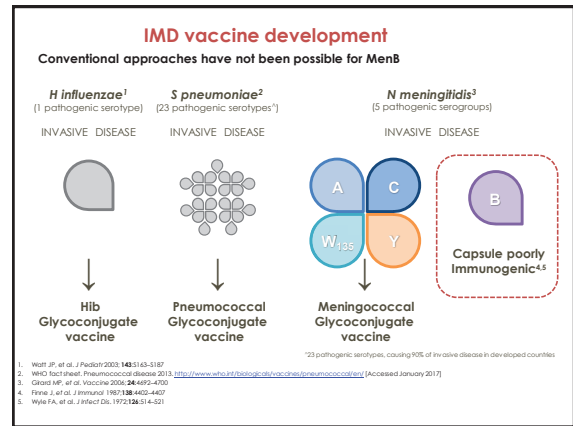 IMD vaccine development
Conventional approaches have not been possible for MenB
H influenzae¹
(1 pathogenic serotype)
INVASIVE DISEASE
S pneumoniae²
(23 pathogenic serotypes^)
INVASIVE DISEASE
N meningitidis³
(5 pathogenic serogroups)
INVASIVE DISEASE
A
C
W₁₃₅
Y
B
Capsule poorly
Immunogenic⁴,⁵
Hib
Glycoconjugate
vaccine
Pneumococcal
Glycoconjugate
vaccine
Meningococcal
Glycoconjugate
vaccine
^23 pathogenic serotypes, causing 90% of invasive disease in developed countries
1. Watt JP, et al. J Pediatr 2003; 143:S163–S187
2. WHO fact sheet. Pneumococcal disease 2013. http://www.who.int/biologicals/vaccines/pneumococcal/en/ [Accessed January 2017]
3. Girard MP, et al. Vaccine 2006; 24:4692–4700
4. Finne J, et al. J Immunol 1987; 138:4402–4407
5. Wyle FA, et al. J Infect Dis. 1972; 126:514–521